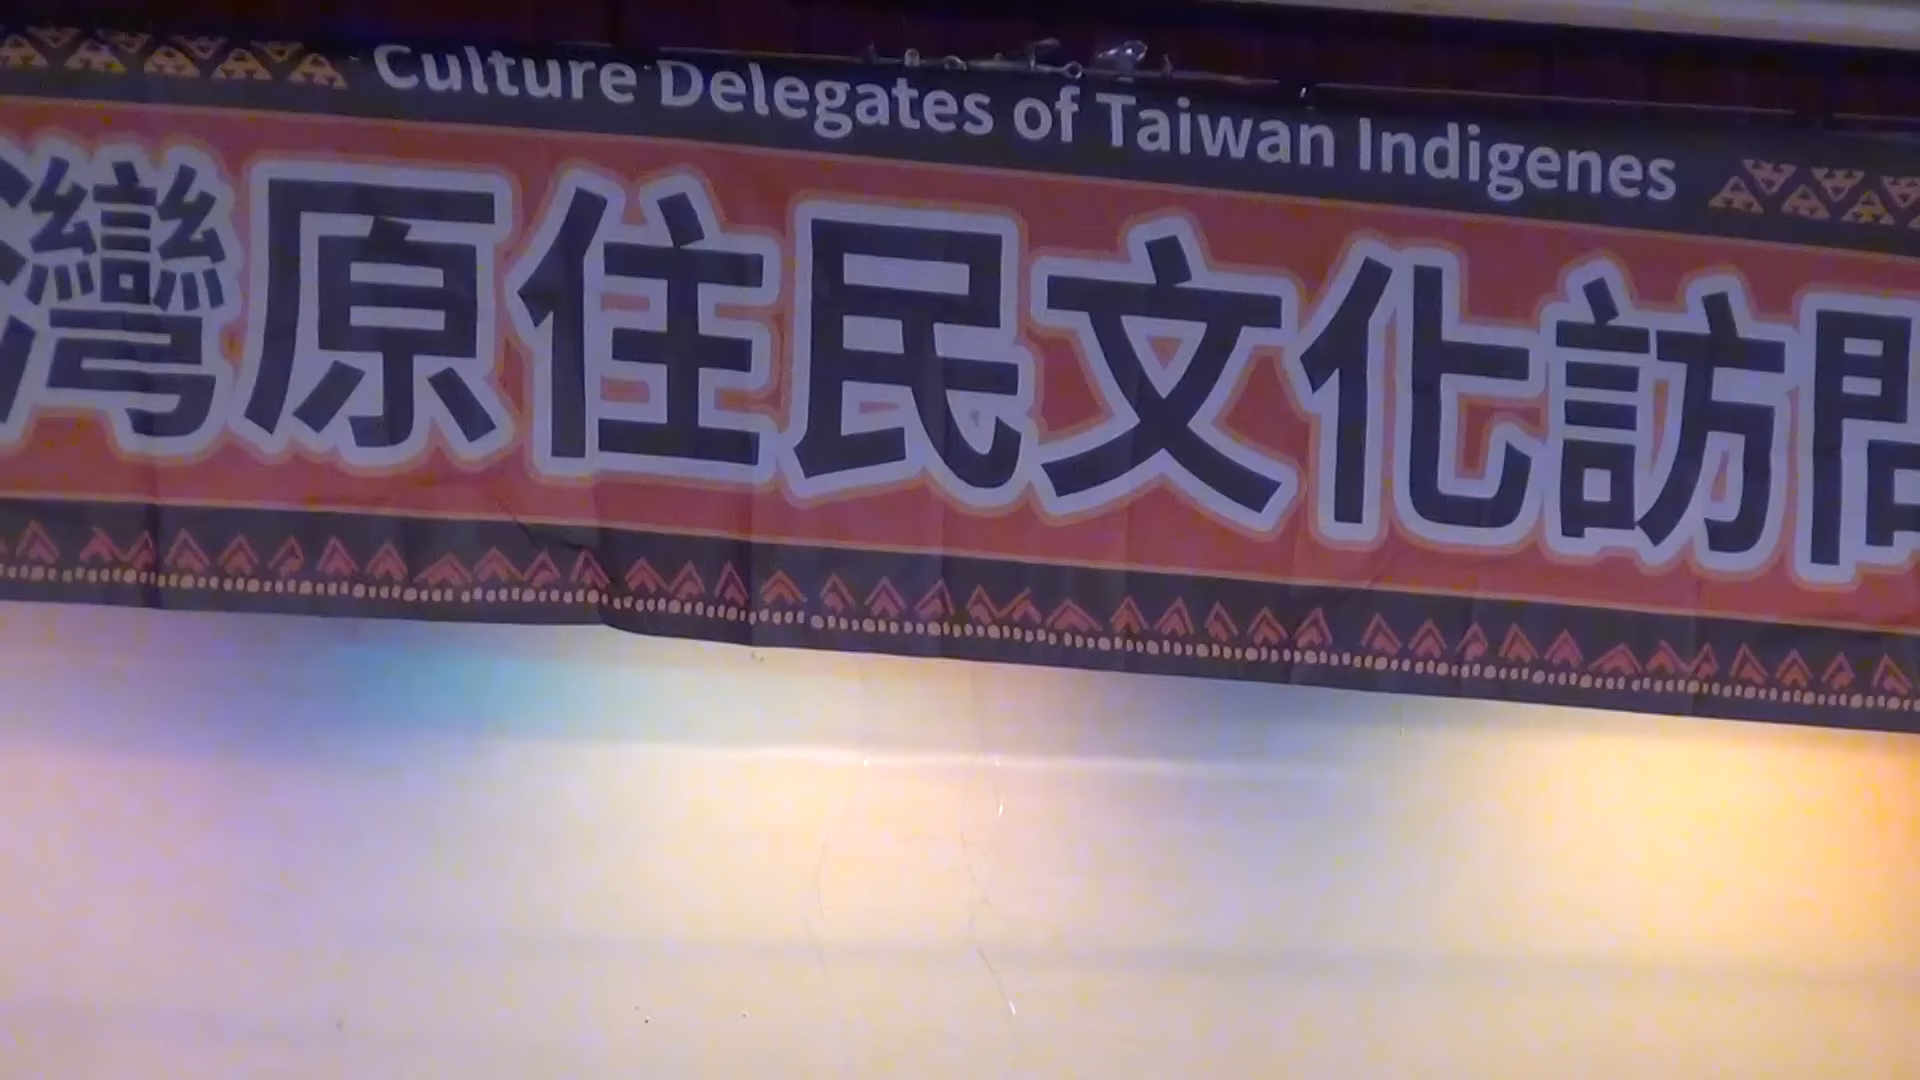 Culture Delegates of Taiwan Indigenes
灣原住民文化訪